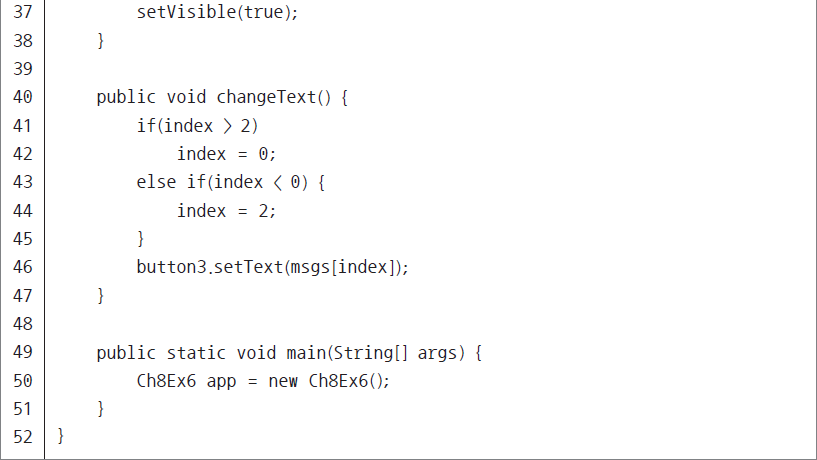 37 setVisible(true);
38 }
39
40 public void changeText() {
41 if(index > 2)
42 index = 0;
43 else if(index < 0) {
44 index = 2;
45 }
46 button3.setText(msgs[index]);
47 }
48
49 public static void main(String[] args) {
50 Ch8Ex6 app = new Ch8Ex6();
51 }
52 }